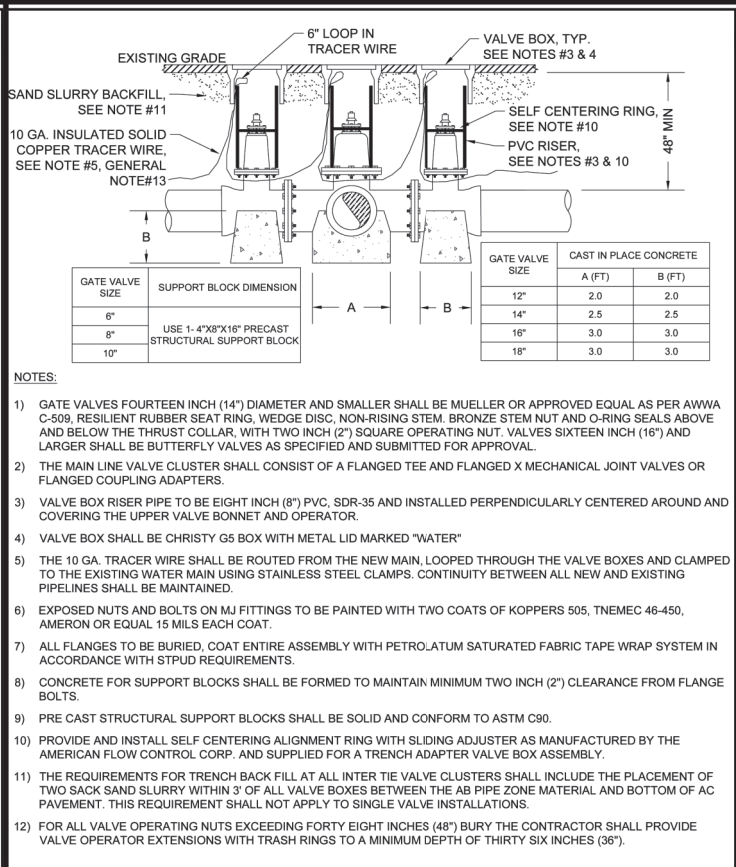 6" LOOP IN
TRACER WIRE
VALVE BOX, TYP.
SEE NOTES #3 & 4
EXISTING GRADE
SAND SLURRY BACKFILL,
SEE NOTE #11
10 GA. INSULATED SOLID
COPPER TRACER WIRE,
SEE NOTE #5, GENERAL
NOTE#13
SELF CENTERING RING,
SEE NOTE #10
PVC RISER,
SEE NOTES #3 & 10
48" MIN
B
A
B
GATE VALVE
SIZE
SUPPORT BLOCK DIMENSION
6"
8"
10"
USE 1- 4"X8"X16" PRECAST
STRUCTURAL SUPPORT BLOCK
GATE VALVE
SIZE
CAST IN PLACE CONCRETE
A (FT) B (FT)
12" 2.0 2.0
14" 2.5 2.5
16" 3.0 3.0
18" 3.0 3.0
NOTES:
1) GATE VALVES FOURTEEN INCH (14") DIAMETER AND SMALLER SHALL BE MUELLER OR APPROVED EQUAL AS PER AWWA
C-509, RESILIENT RUBBER SEAT RING, WEDGE DISC, NON-RISING STEM. BRONZE STEM NUT AND O-RING SEALS ABOVE
AND BELOW THE THRUST COLLAR, WITH TWO INCH (2") SQUARE OPERATING NUT. VALVES SIXTEEN INCH (16") AND
LARGER SHALL BE BUTTERFLY VALVES AS SPECIFIED AND SUBMITTED FOR APPROVAL.
2) THE MAIN LINE VALVE CLUSTER SHALL CONSIST OF A FLANGED TEE AND FLANGED X MECHANICAL JOINT VALVES OR
FLANGED COUPLING ADAPTERS.
3) VALVE BOX RISER PIPE TO BE EIGHT INCH (8") PVC, SDR-35 AND INSTALLED PERPENDICULARLY CENTERED AROUND AND
COVERING THE UPPER VALVE BONNET AND OPERATOR.
4) VALVE BOX SHALL BE CHRISTY G5 BOX WITH METAL LID MARKED "WATER"
5) THE 10 GA. TRACER WIRE SHALL BE ROUTED FROM THE NEW MAIN, LOOPED THROUGH THE VALVE BOXES AND CLAMPED
TO THE EXISTING WATER MAIN USING STAINLESS STEEL CLAMPS. CONTINUITY BETWEEN ALL NEW AND EXISTING
PIPELINES SHALL BE MAINTAINED.
6) EXPOSED NUTS AND BOLTS ON MJ FITTINGS TO BE PAINTED WITH TWO COATS OF KOPPERS 505, TNEMEC 46-450,
AMERON OR EQUAL 15 MILS EACH COAT.
7) ALL FLANGES TO BE BURIED, COAT ENTIRE ASSEMBLY WITH PETROLATUM SATURATED FABRIC TAPE WRAP SYSTEM IN
ACCORDANCE WITH STPUD REQUIREMENTS.
8) CONCRETE FOR SUPPORT BLOCKS SHALL BE FORMED TO MAINTAIN MINIMUM TWO INCH (2") CLEARANCE FROM FLANGE
BOLTS.
9) PRE CAST STRUCTURAL SUPPORT BLOCKS SHALL BE SOLID AND CONFORM TO ASTM C90.
10) PROVIDE AND INSTALL SELF CENTERING ALIGNMENT RING WITH SLIDING ADJUSTER AS MANUFACTURED BY THE
AMERICAN FLOW CONTROL CORP. AND SUPPLIED FOR A TRENCH ADAPTER VALVE BOX ASSEMBLY.
11) THE REQUIREMENTS FOR TRENCH BACK FILL AT ALL INTER TIE VALVE CLUSTERS SHALL INCLUDE THE PLACEMENT OF
TWO SACK SAND SLURRY WITHIN 3' OF ALL VALVE BOXES BETWEEN THE AB PIPE ZONE MATERIAL AND BOTTOM OF AC
PAVEMENT. THIS REQUIREMENT SHALL NOT APPLY TO SINGLE VALVE INSTALLATIONS.
12) FOR ALL VALVE OPERATING NUTS EXCEEDING FORTY EIGHT INCHES (48") BURY THE CONTRACTOR SHALL PROVIDE
VALVE OPERATOR EXTENSIONS WITH TRASH RINGS TO A MINIMUM DEPTH OF THIRTY SIX INCHES (36").